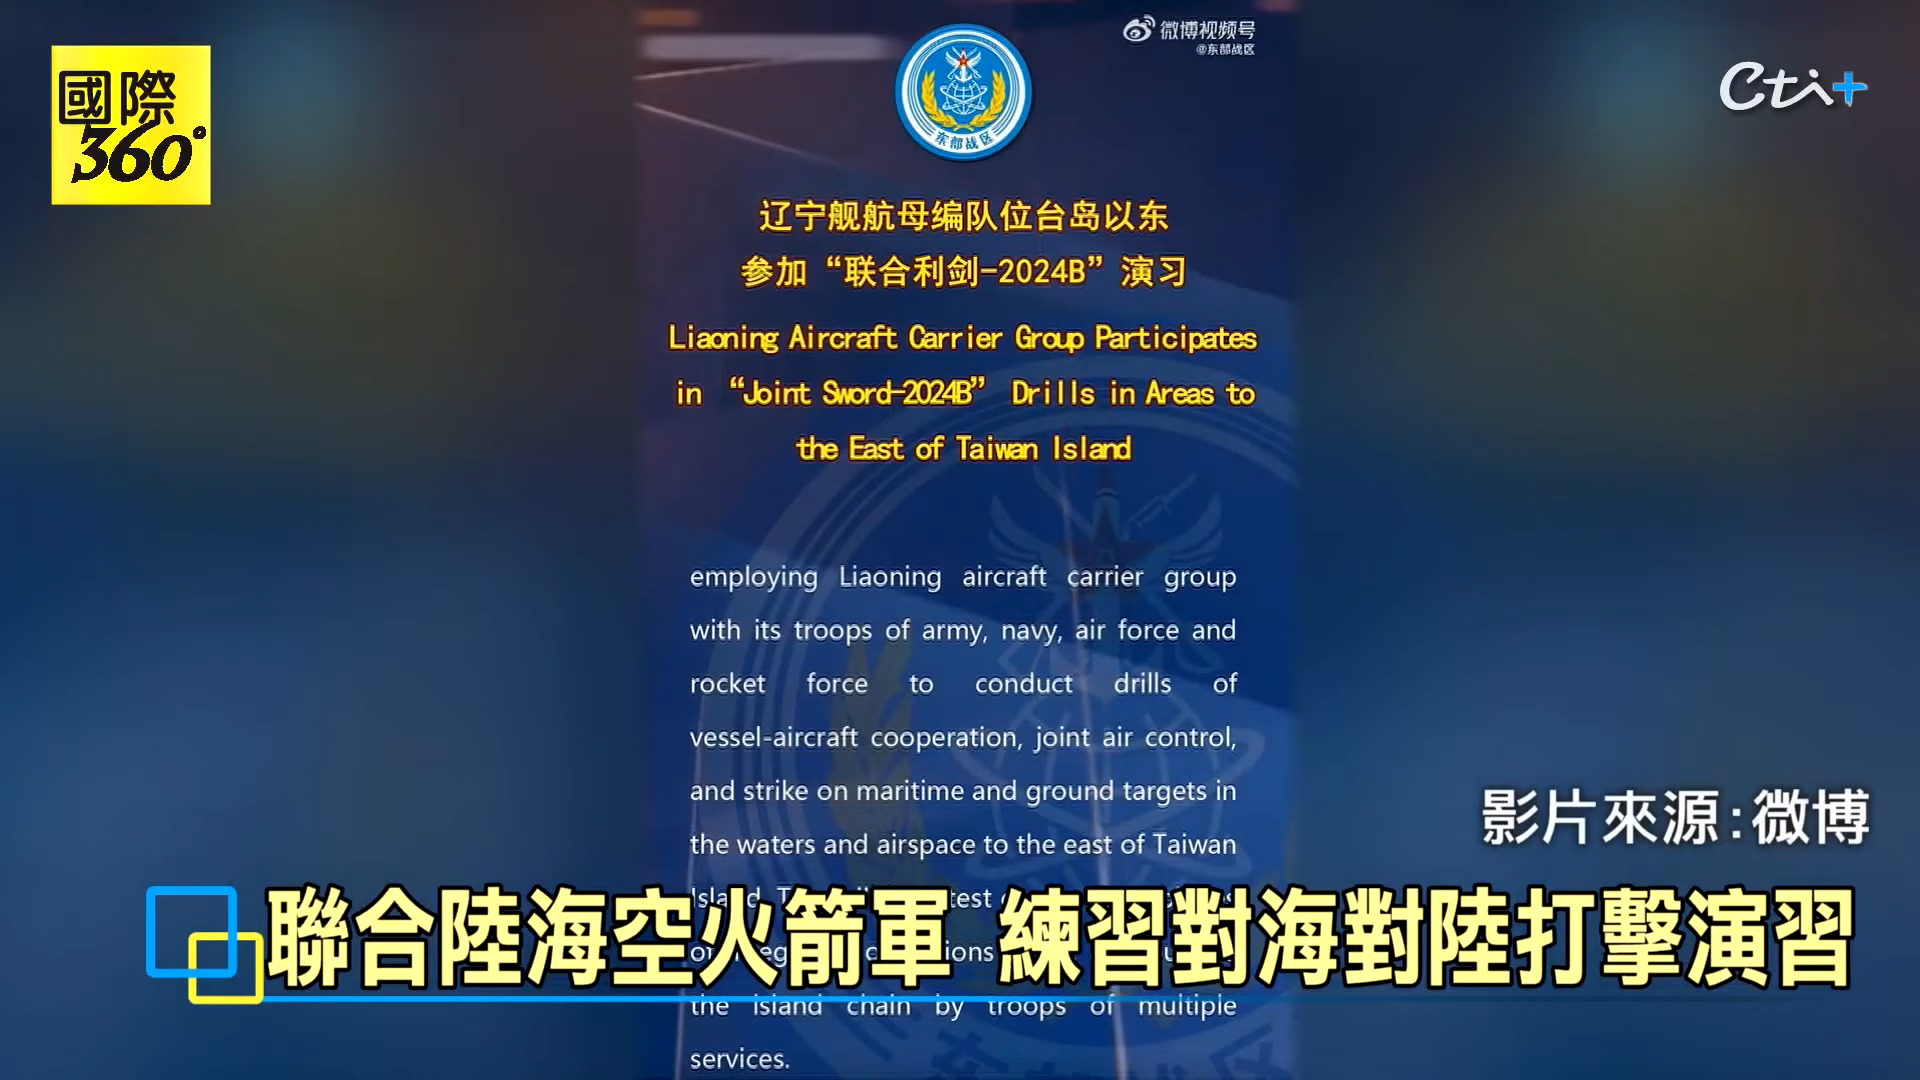 國際
360°
微博视频号
@东部战区
Cti+
东部战区
辽宁舰航母编队位台岛以东
参加“联合利剑-2024B”演习
Liaoning Aircraft Carrier Group Participates
in “Joint Sword-2024B” Drills in Areas to
the East of Taiwan Island
employing Liaoning aircraft carrier group
with its troops of army, navy, air force and
rocket force to conduct drills of
vessel-aircraft cooperation, joint air control,
and strike on maritime and ground targets in
the waters and airspace to the east of Taiwan
影片來源:微博
聯合陸海空火箭軍 練習對海對陸打擊演習
the island chain by troops of multiple
services.
东部战区